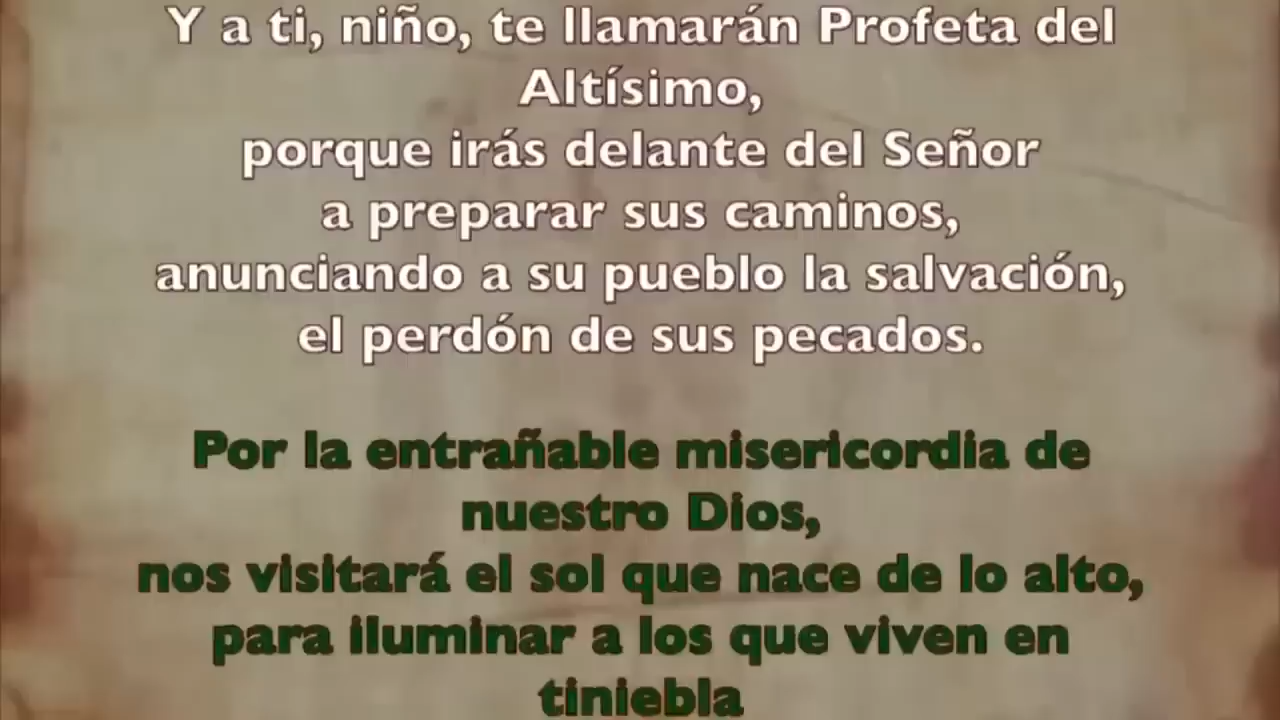 Y a ti, niño, te llamarán Profeta del
Altísimo,
porque irás delante del Señor
a preparar sus caminos,
anunciando a su pueblo la salvación,
el perdón de sus pecados.
Por la entrañable misericordia de
nuestro Dios,
nos visitará el sol que nace de lo alto,
para iluminar a los que viven en
tiniebla